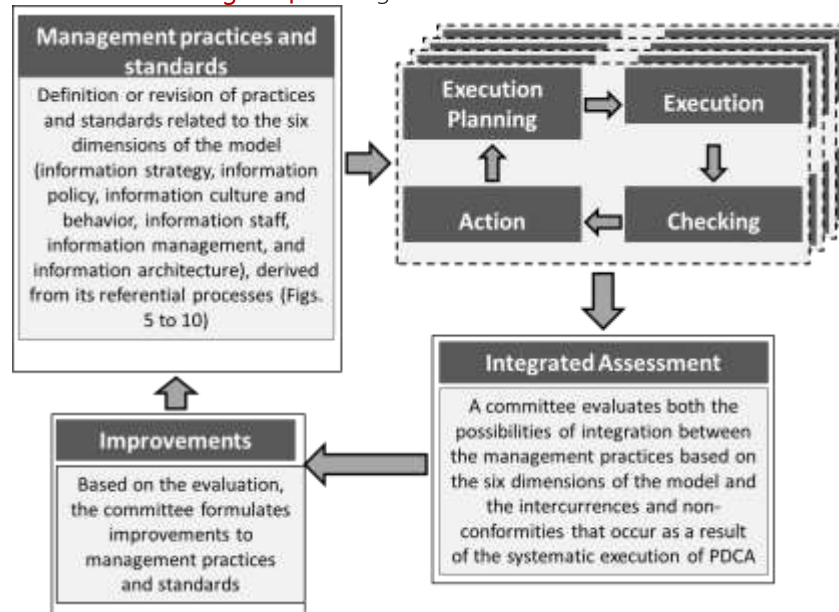 Management practices and
standards
Definition or revision of practices
and standards related to the six
dimensions of the model
(information strategy, information
policy, information culture and
behavior, information staff,
information management, and
information architecture), derived
from its referential processes (Figs.
5 to 10)
Execution
Planning
Execution
Action
Checking
Integrated Assessment
A committee evaluates both the
possibilities of integration between
the management practices based on
the six dimensions of the model and
the intercurrences and non-
conformities that occur as a result
of the systematic execution of PDCA
Improvements
Based on the evaluation,
the committee formulates
improvements to
management practices
and standards